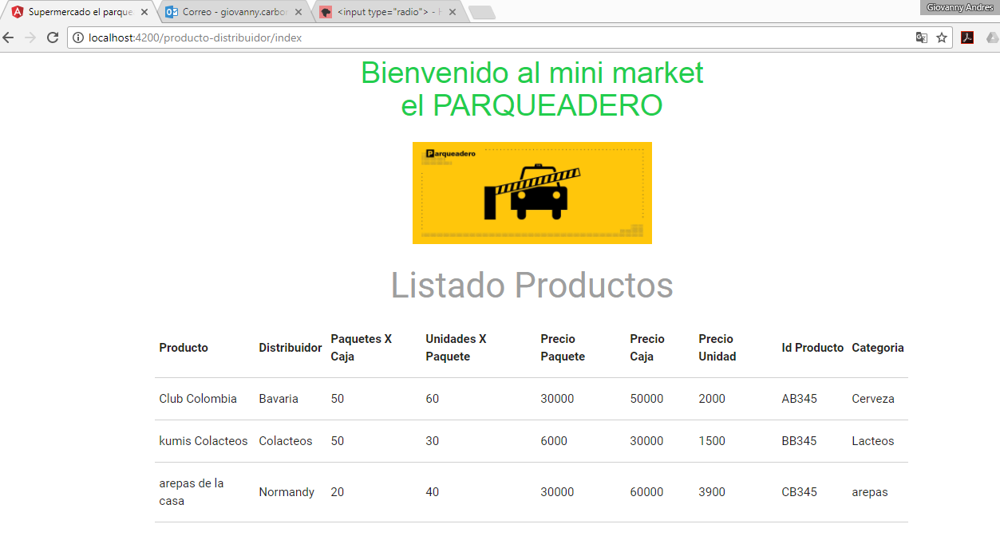 Supermercado el parque
Correo - giovanny.carbo
<input type="radio"> -
Giovanny Andres
localhost:4200/producto-distribuidor/index
Bienvenido al mini market
el PARQUEADERO
Parqueadero
Listado Productos
Producto Distribuidor Paquetes X Caja Unidades X Paquete Precio Paquete Precio Caja Precio Unidad Id Producto Categoria
Club Colombia Bavaria 50 60 30000 50000 2000 AB345 Cerveza
kumis Colacteos Colacteos 50 30 6000 30000 1500 BB345 Lacteos
arepas de la casa Normandy 20 40 30000 60000 3900 CB345 arepas